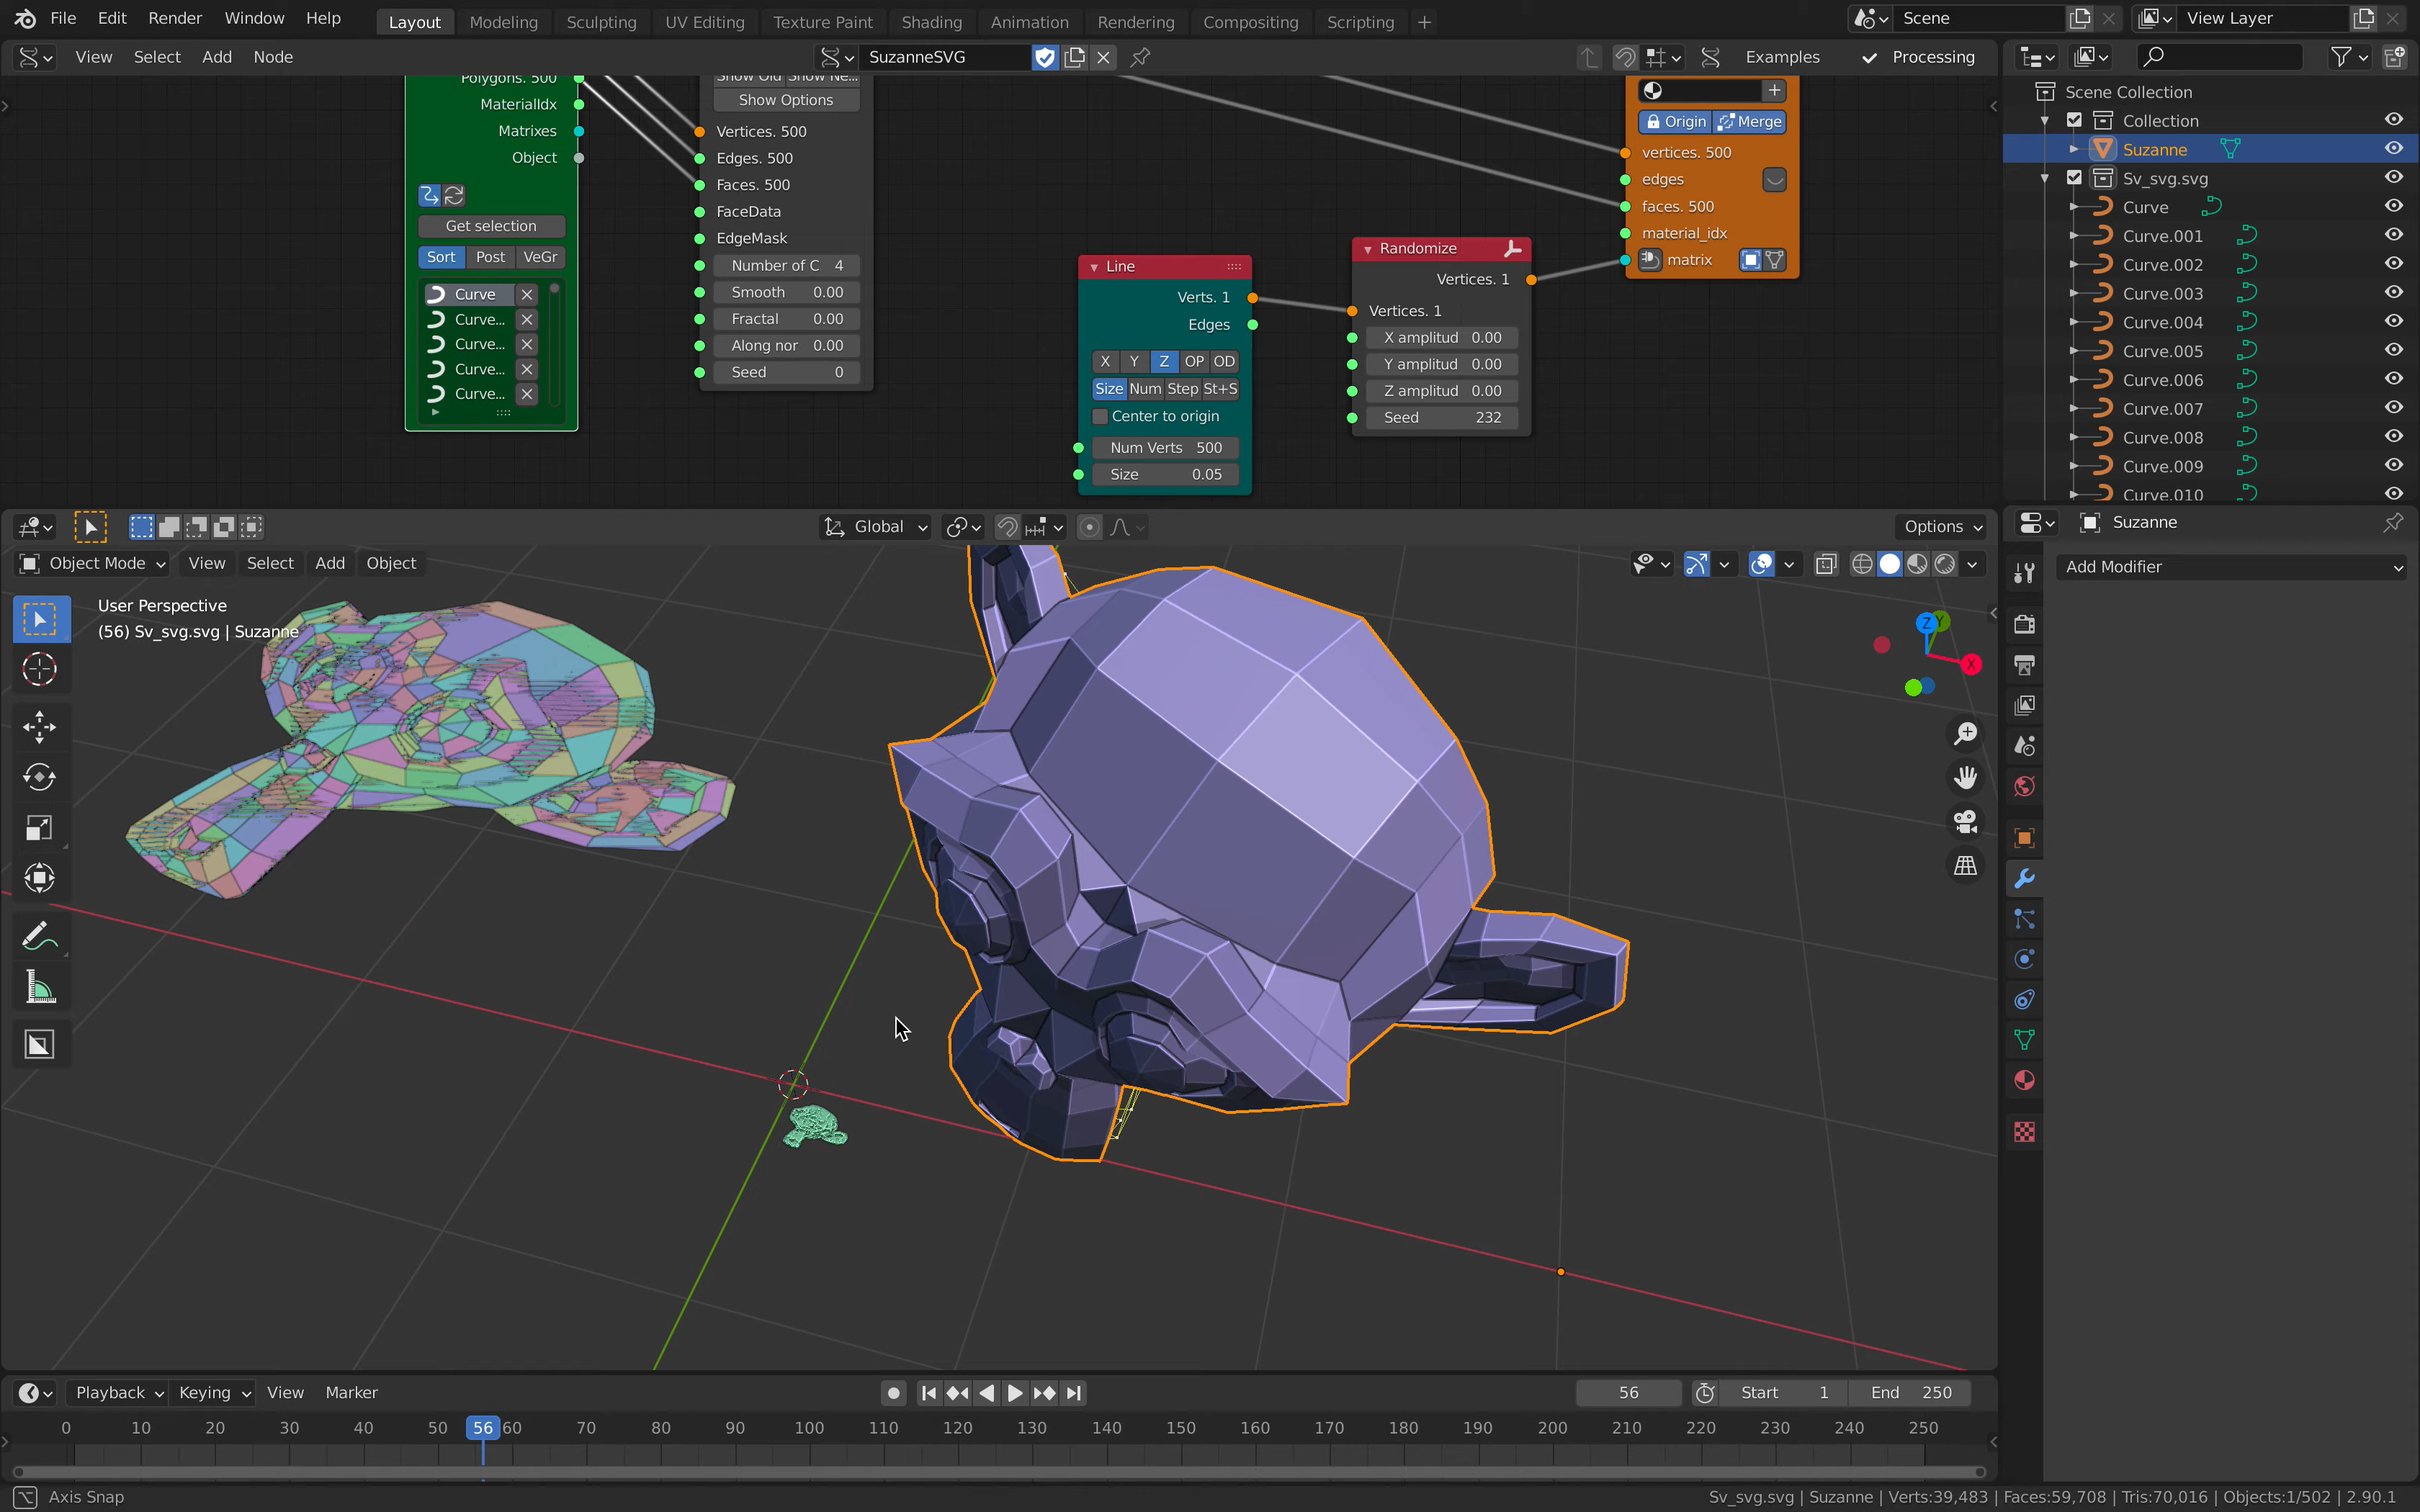 File Edit Render Window Help Layout Modeling Sculpting UV Editing Texture Paint Shading Animation Rendering Compositing Scripting + Scene View Layer
View Select Add Node SuzanneSVG Examples Processing
Polygons. 500
MaterialIdx
Matrixes
Object
Get selection
Sort Post VeGr
Curve
Curve...
Curve...
Curve...
Curve...
Show Old Show Ne...
Show Options
Vertices. 500
Edges. 500
Faces. 500
FaceData
EdgeMask
Number of C 4
Smooth 0.00
Fractal 0.00
Along nor 0.00
Seed 0
Line
Verts. 1
Edges
X Y Z OP OD
Size Num Step St+S
Center to origin
Num Verts 500
Size 0.05
Randomize
Vertices. 1
Vertices. 1
X amplitud 0.00
Y amplitud 0.00
Z amplitud 0.00
Seed 232
Origin Merge
vertices. 500
edges
faces. 500
material_idx
matrix
Scene Collection
Collection
Suzanne
Sv_svg.svg
Curve
Curve.001
Curve.002
Curve.003
Curve.004
Curve.005
Curve.006
Curve.007
Curve.008
Curve.009
Curve.010
Global Options
Object Mode View Select Add Object
User Perspective
(56) Sv_svg.svg | Suzanne
Z Y
X
Suzanne
Add Modifier
Playback Keying View Marker 56 Start 1 End 250
0 10 20 30 40 50 56 60 70 80 90 100 110 120 130 140 150 160 170 180 190 200 210 220 230 240 250
Axis Snap Sv_svg.svg | Suzanne | Verts:39,483 | Faces:59,708 | Tris:70,016 | Objects:1/502 | 2.90.1